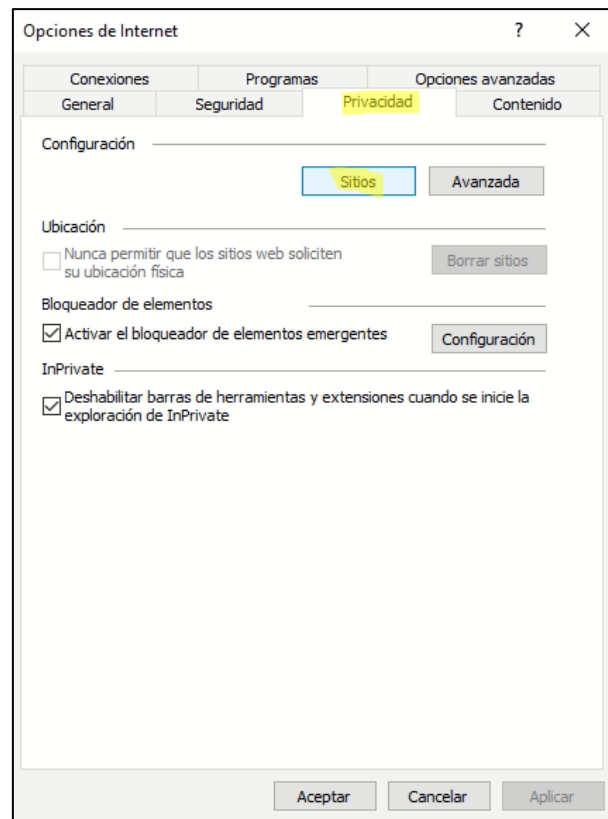 Opciones de Internet ? X
Conexiones Programas Opciones avanzadas
General Seguridad Privacidad Contenido
Configuración
Sitios Avanzada
Ubicación
Nunca permitir que los sitios web soliciten
su ubicación física
Borrar sitios
Bloqueador de elementos
Activar el bloqueador de elementos emergentes
Configuración
InPrivate
Deshabilitar barras de herramientas y extensiones cuando se inicie la
exploración de InPrivate
Aceptar Cancelar Aplicar